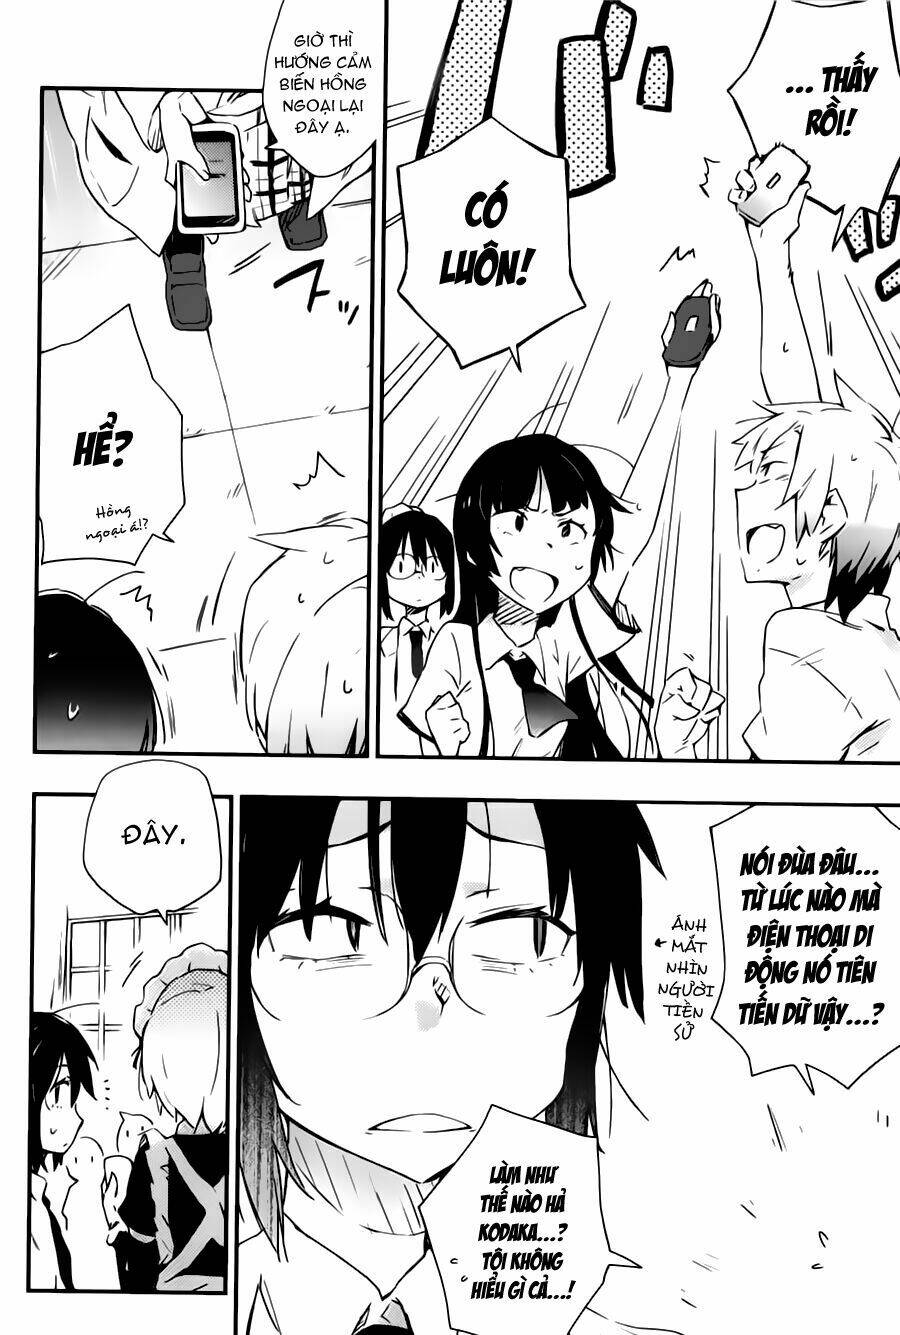 ... THẤY
RỒI!
CÓ
LUÔN!
GIỜ THÌ
HƯỚNG CẢM
BIẾN HỒNG
NGOẠI LẠI
ĐÂY Ạ.
スッ
HỂ?
Hồng
ngoại á!?
NÓI ĐÙA ĐÂU...
TỪ LÚC NÀO MÀ
ĐIỆN THOẠI DI
ĐỘNG NÓ TIÊN
TIẾN DỮ VẬY...?
ÁNH
MẮT
NHÌN
NGƯỜI
TIỀN
SỬ
LÀM NHƯ
THẾ NÀO HẢ
KODAKA...?
TÔI KHÔNG
HIỂU GÌ CẢ...!
ĐÂY.